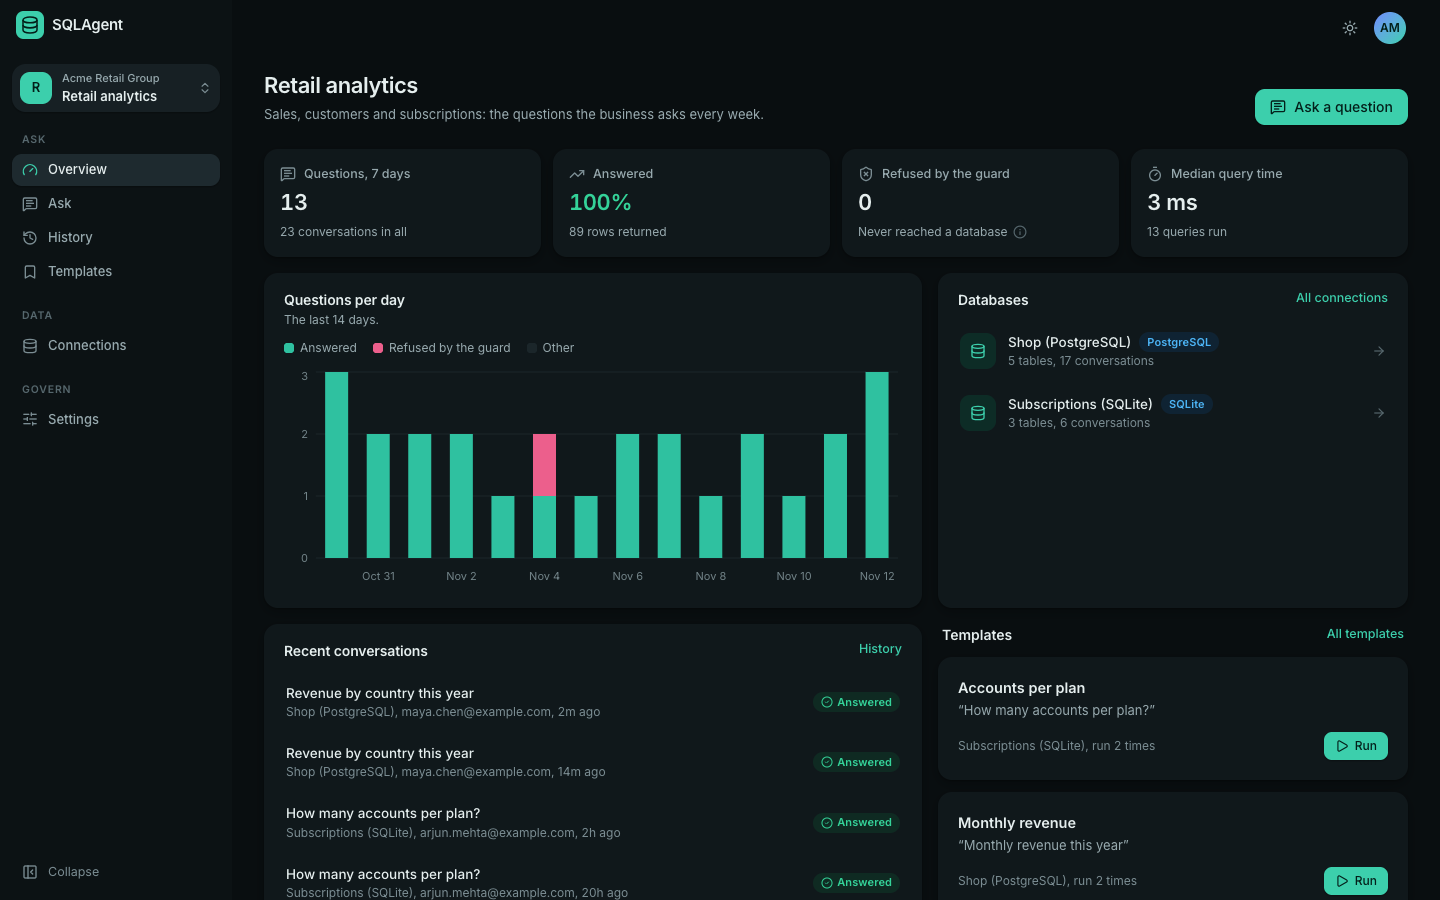 SQLAgent
R
Acme Retail Group
Retail analytics
ASK
Overview
Ask
History
Templates
DATA
Connections
GOVERN
Settings
Collapse
AM
Retail analytics
Sales, customers and subscriptions: the questions the business asks every week.
Ask a question
Questions, 7 days
13
23 conversations in all
Answered
100%
89 rows returned
Refused by the guard
0
Never reached a database
Median query time
3 ms
13 queries run
Questions per day
The last 14 days.
Answered Refused by the guard Other
3
2
1
0
Oct 31 Nov 2 Nov 4 Nov 6 Nov 8 Nov 10 Nov 12
Databases
All connections
Shop (PostgreSQL) PostgreSQL
5 tables, 17 conversations
Subscriptions (SQLite) SQLite
3 tables, 6 conversations
Recent conversations
History
Revenue by country this year
Shop (PostgreSQL), maya.chen@example.com, 2m ago
Answered
Revenue by country this year
Shop (PostgreSQL), maya.chen@example.com, 14m ago
Answered
How many accounts per plan?
Subscriptions (SQLite), arjun.mehta@example.com, 2h ago
Answered
How many accounts per plan?
Subscriptions (SQLite), arjun.mehta@example.com, 20h ago
Answered
Templates
All templates
Accounts per plan
“How many accounts per plan?”
Subscriptions (SQLite), run 2 times
Run
Monthly revenue
“Monthly revenue this year”
Shop (PostgreSQL), run 2 times
Run